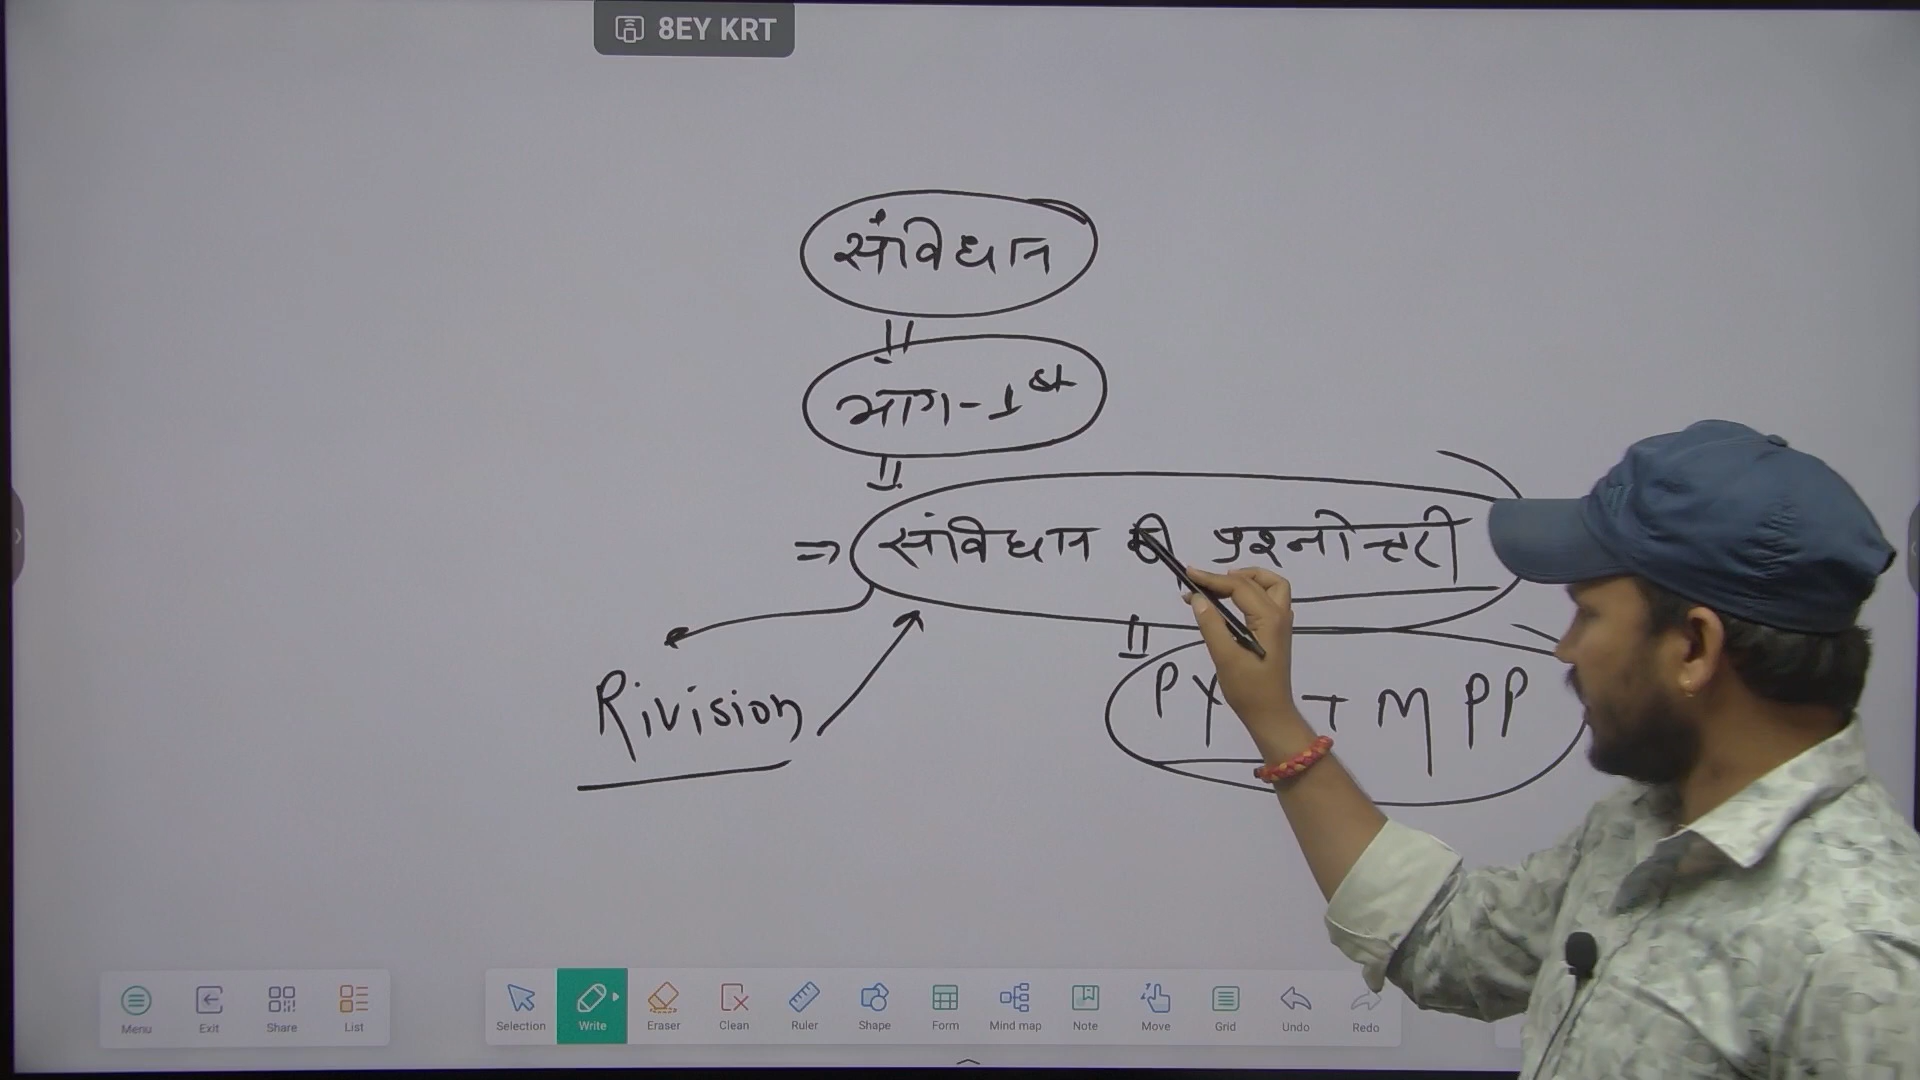 8EY KRT
संविधान
भाग-1st
=> संविधान की प्रश्नोत्तरी
Rivision
+ MPP
Menu Exit Share List Selection Write Eraser Clean Ruler Shape Form Mind map Note Move Grid Undo Redo